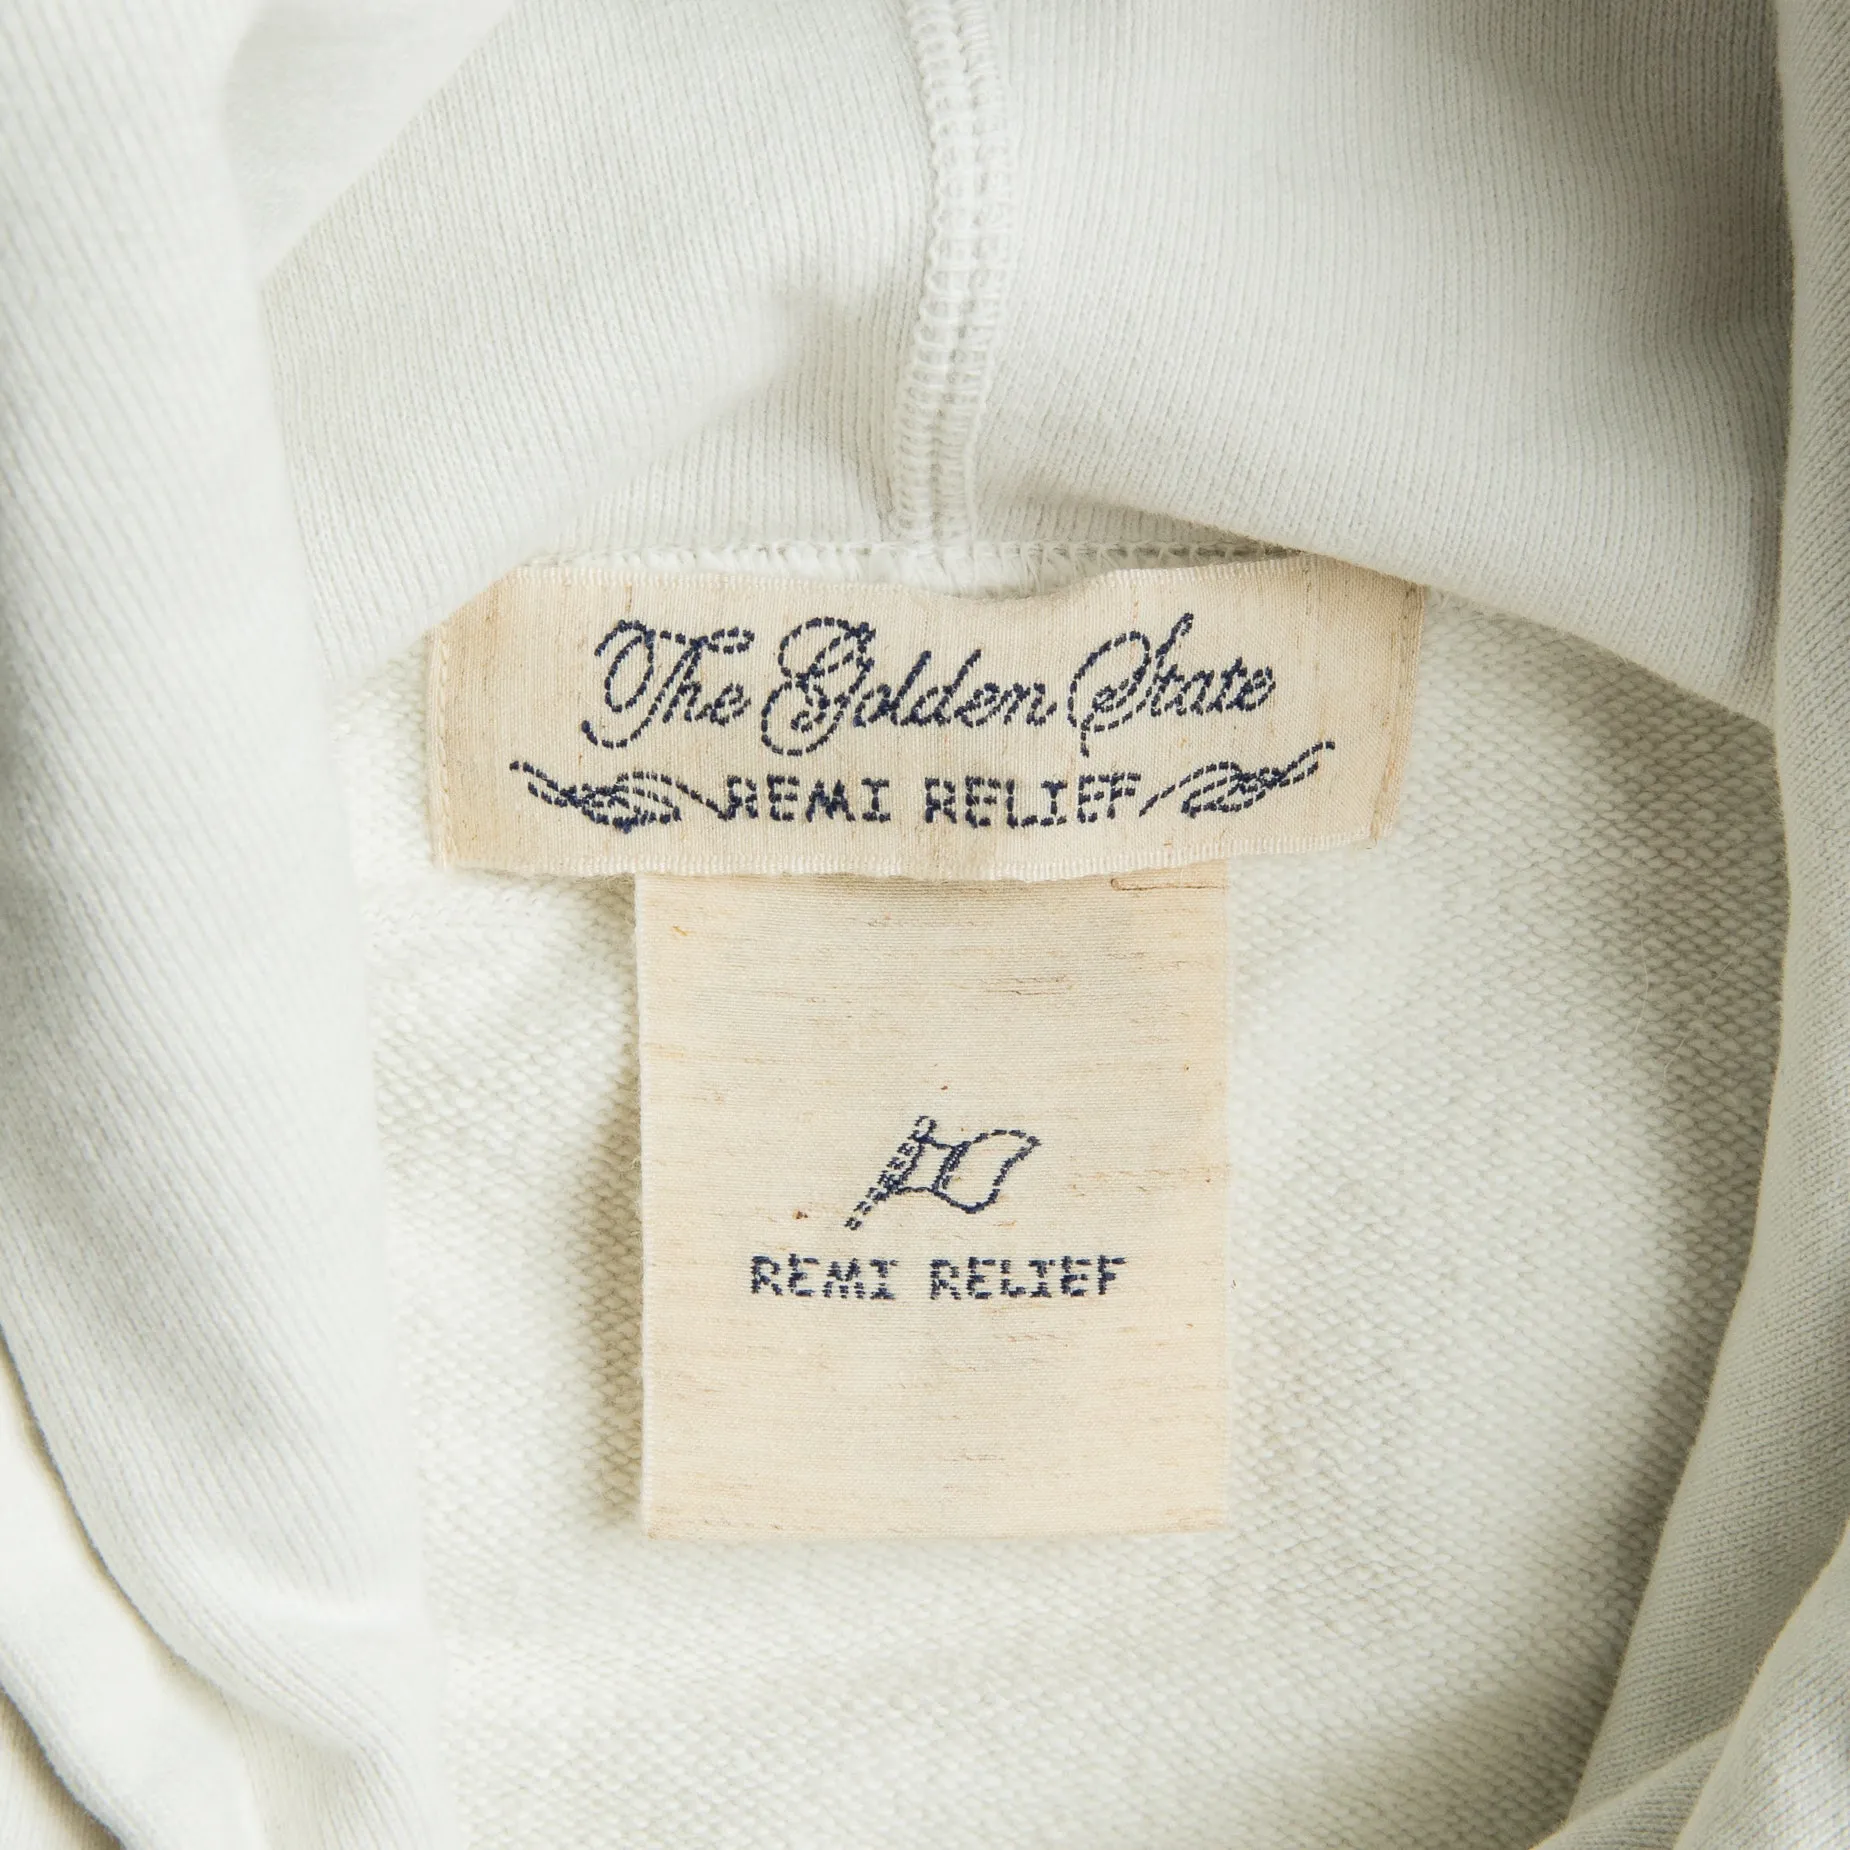 The Golden State
REMI RELIEF
REMI RELIEF